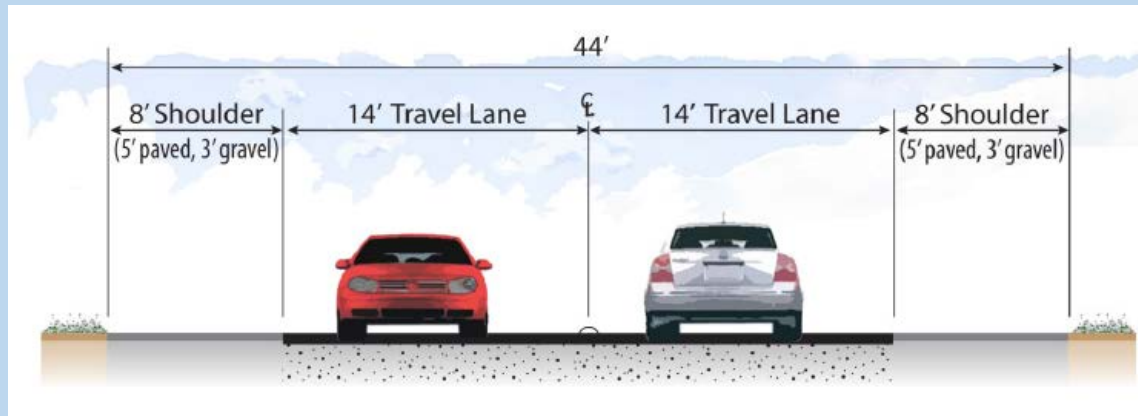 44'
℄
8' Shoulder
(5' paved, 3' gravel)
14' Travel Lane
14' Travel Lane
8' Shoulder
(5' paved, 3' gravel)